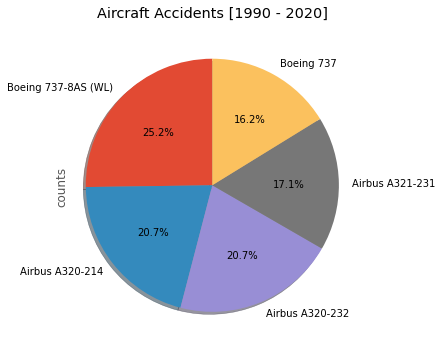 Aircraft Accidents [1990 - 2020]
Boeing 737
Boeing 737-8AS (WL)
16.2%
25.2%
17.1%
Airbus A321-231
counts
20.7%
20.7%
Airbus A320-214
Airbus A320-232